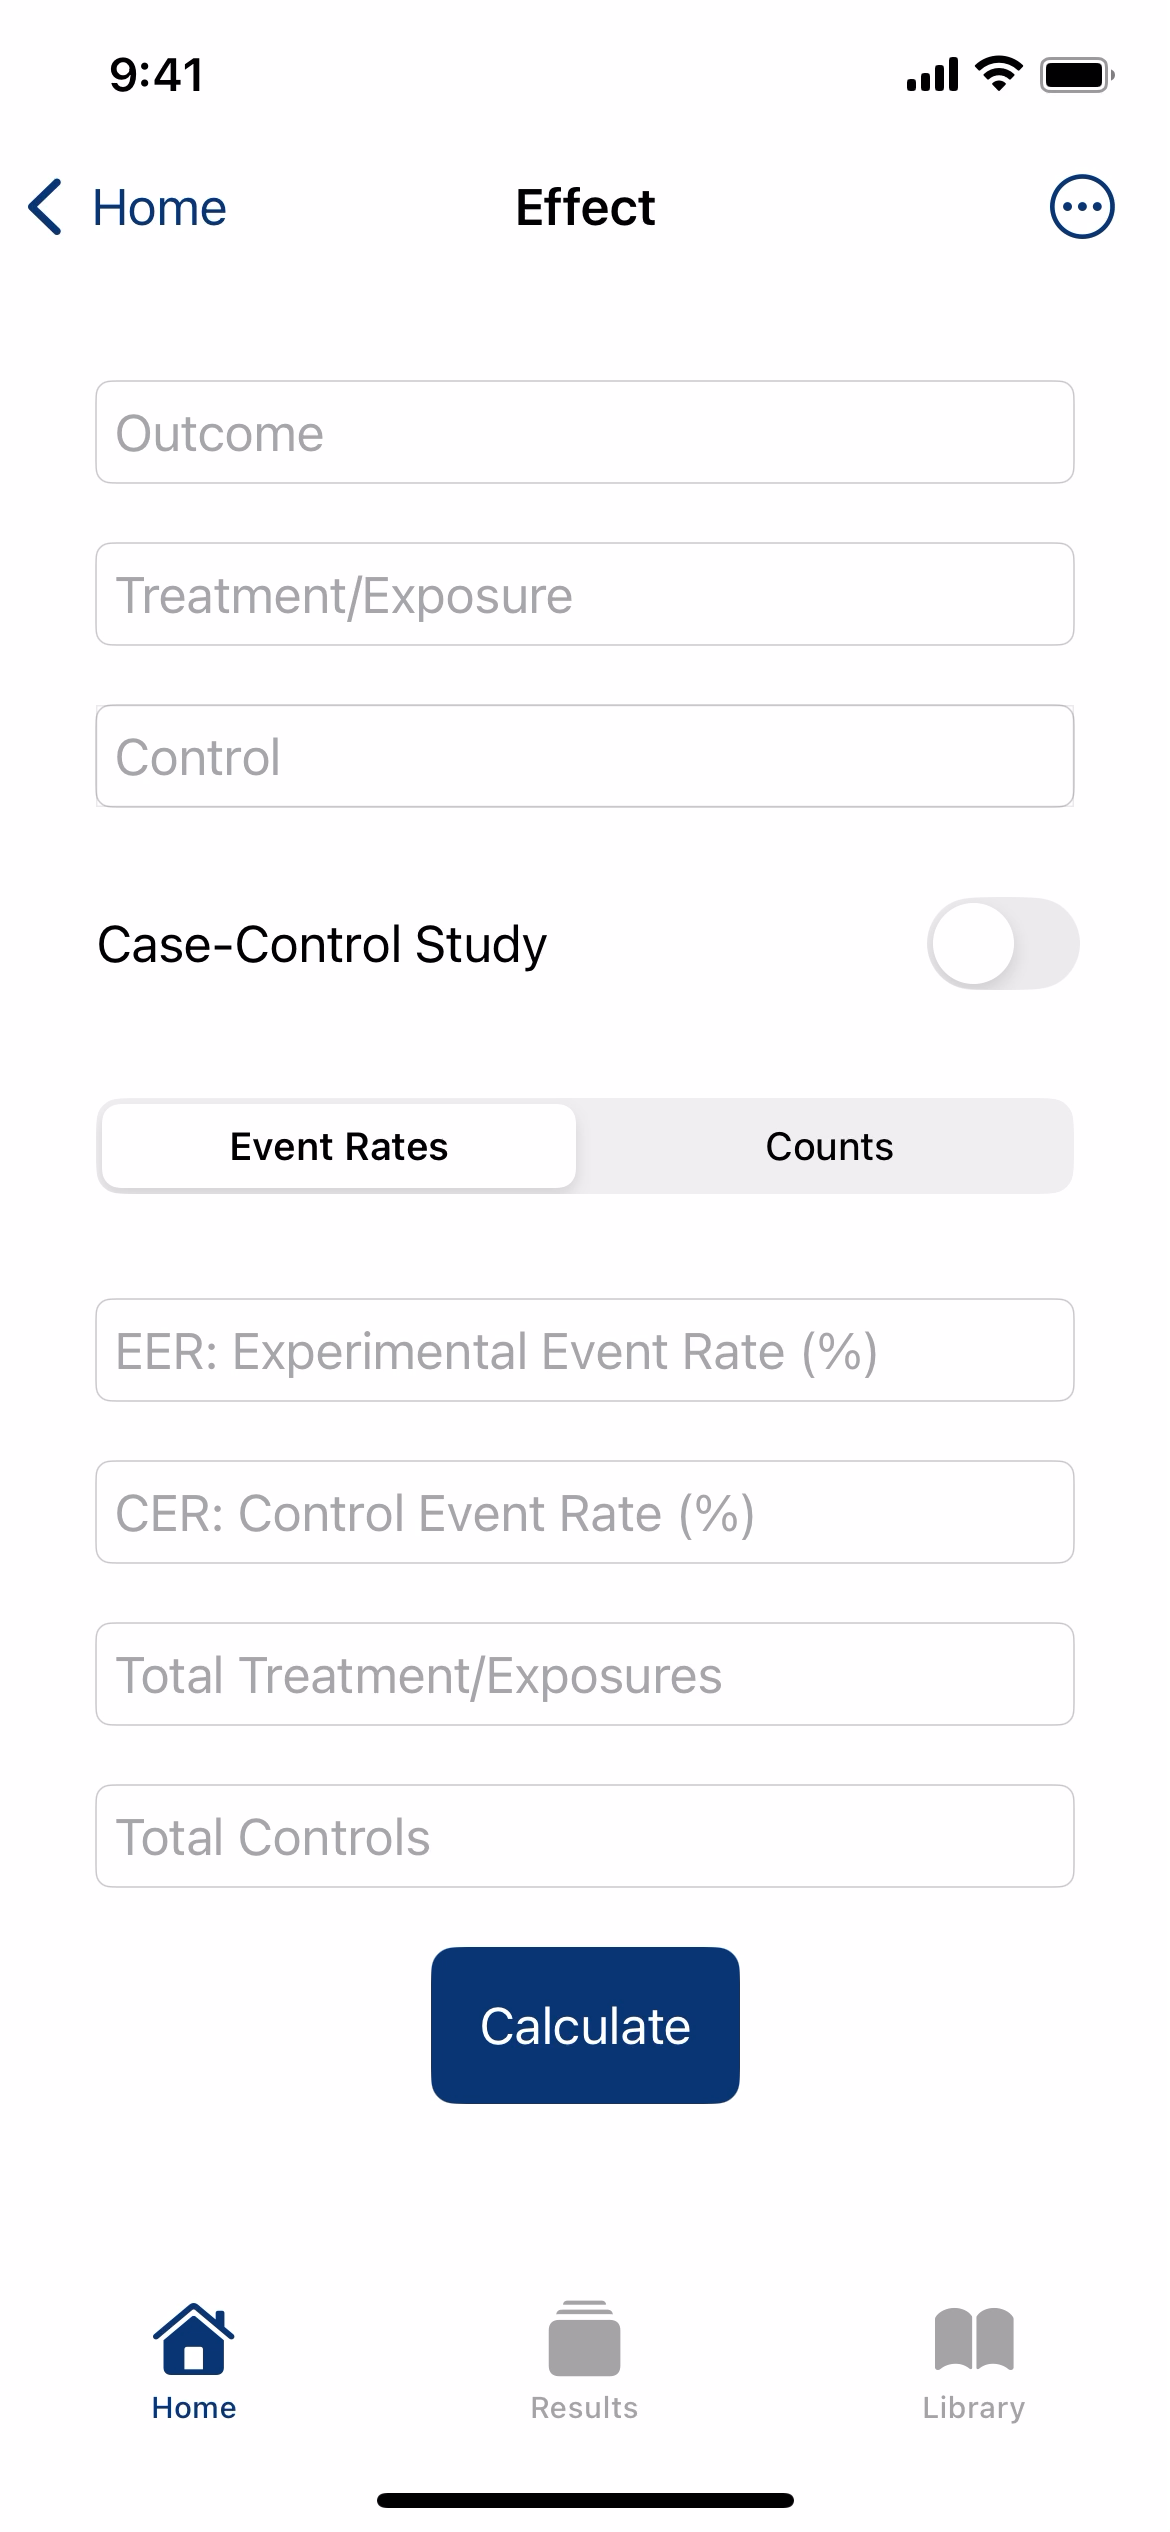 9:41
Home
Effect
Outcome
Treatment/Exposure
Control
Case-Control Study
Event Rates
Counts
EER: Experimental Event Rate (%)
CER: Control Event Rate (%)
Total Treatment/Exposures
Total Controls
Calculate
Home
Results
Library